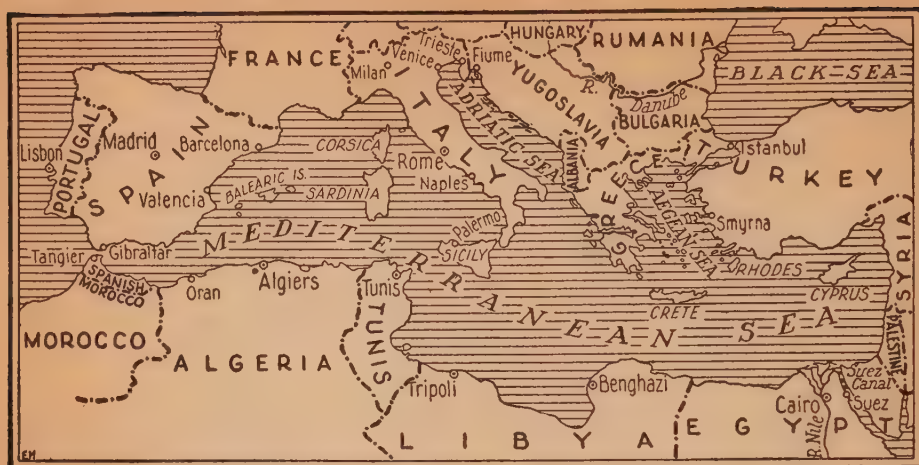 FRANCE
HUNGARY
RUMANIA
Milan
Venice
Trieste
Fiume
BLACK SEA
ITALY
YUGOSLAVIA
R. Danube
BULGARIA
ADRIATIC SEA
PORTUGAL
Lisbon
Madrid
SPAIN
Barcelona
CORSICA
Rome
ALBANIA
GREECE
Istanbul
TURKEY
Valencia
BALEARIC IS.
SARDINIA
Naples
AEGEAN SEA
Smyrna
Palermo
SICILY
Tangier
Gibraltar
MEDITERRANEAN SEA
RHODES
CYPRUS
SYRIA
SPANISH MOROCCO
Oran
Algiers
Tunis
CRETE
PALESTINE
MOROCCO
ALGERIA
TUNIS
Tripoli
Benghazi
Suez Canal
Cairo
Suez
LIBYA
EGYPT
R. Nile
EM